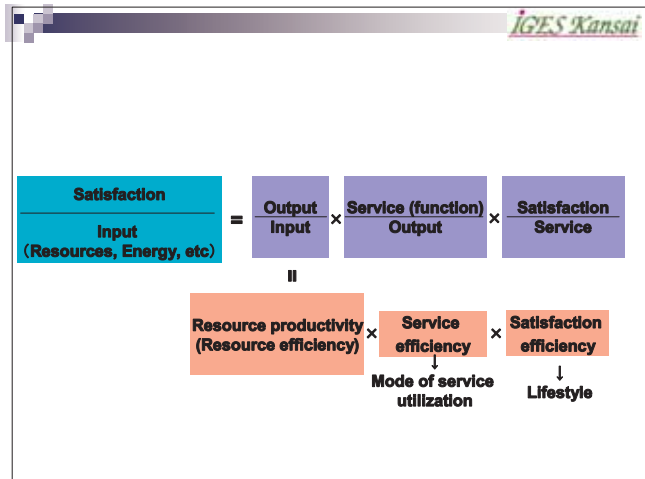 IGES Kansai
Satisfaction
Input
(Resources, Energy, etc)
=
Output
Input
×
Service (function)
Output
×
Satisfaction
Service
=
Resource productivity
(Resource efficiency)
×
Service
efficiency
×
Satisfaction
efficiency
↓
Mode of service
utilization
↓
Lifestyle